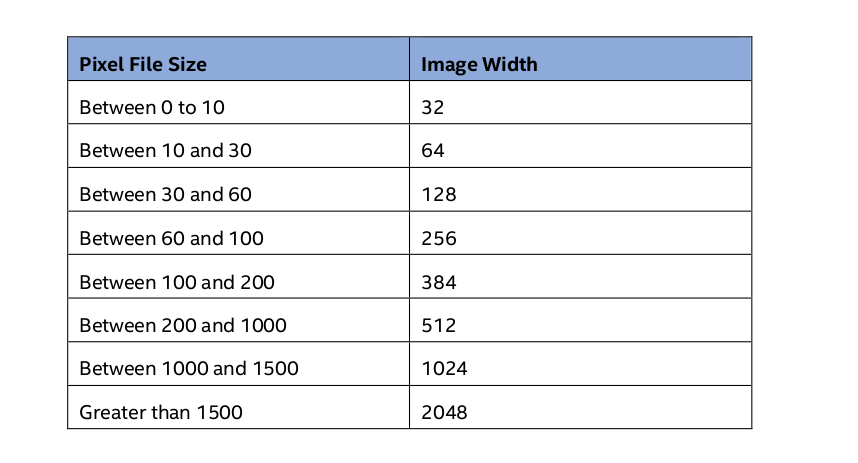 Pixel File Size Image Width
Between 0 to 10 32
Between 10 and 30 64
Between 30 and 60 128
Between 60 and 100 256
Between 100 and 200 384
Between 200 and 1000 512
Between 1000 and 1500 1024
Greater than 1500 2048